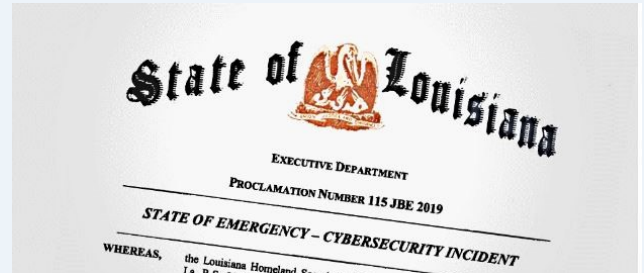 State of Louisiana
EXECUTIVE DEPARTMENT
PROCLAMATION NUMBER 115 JBE 2019
STATE OF EMERGENCY – CYBERSECURITY INCIDENT
WHEREAS, the Louisiana Homeland